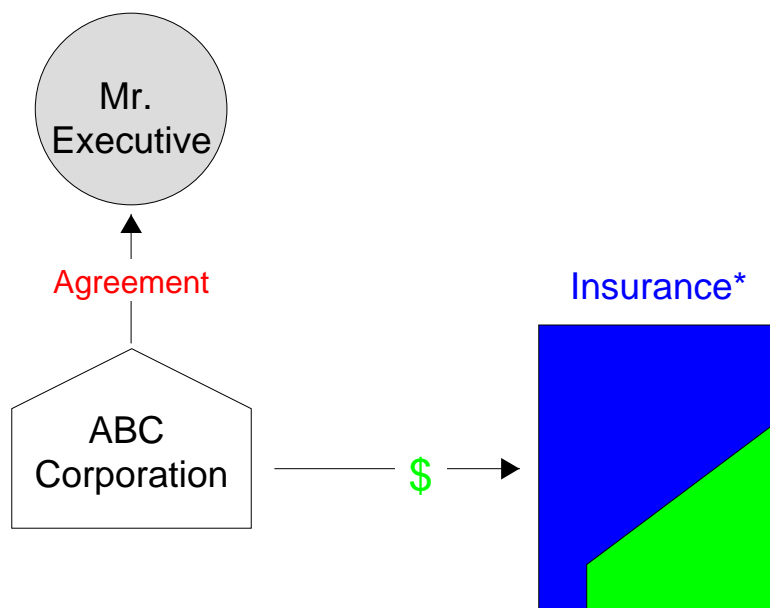 Mr.
Executive
Agreement
Insurance*
ABC
Corporation
$